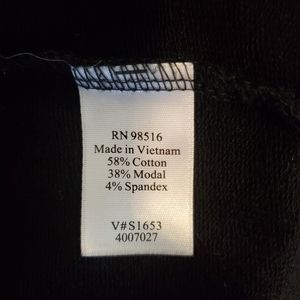 RN 98516
Made in Vietnam
58% Cotton
38% Modal
4% Spandex
V#S1653
4007027